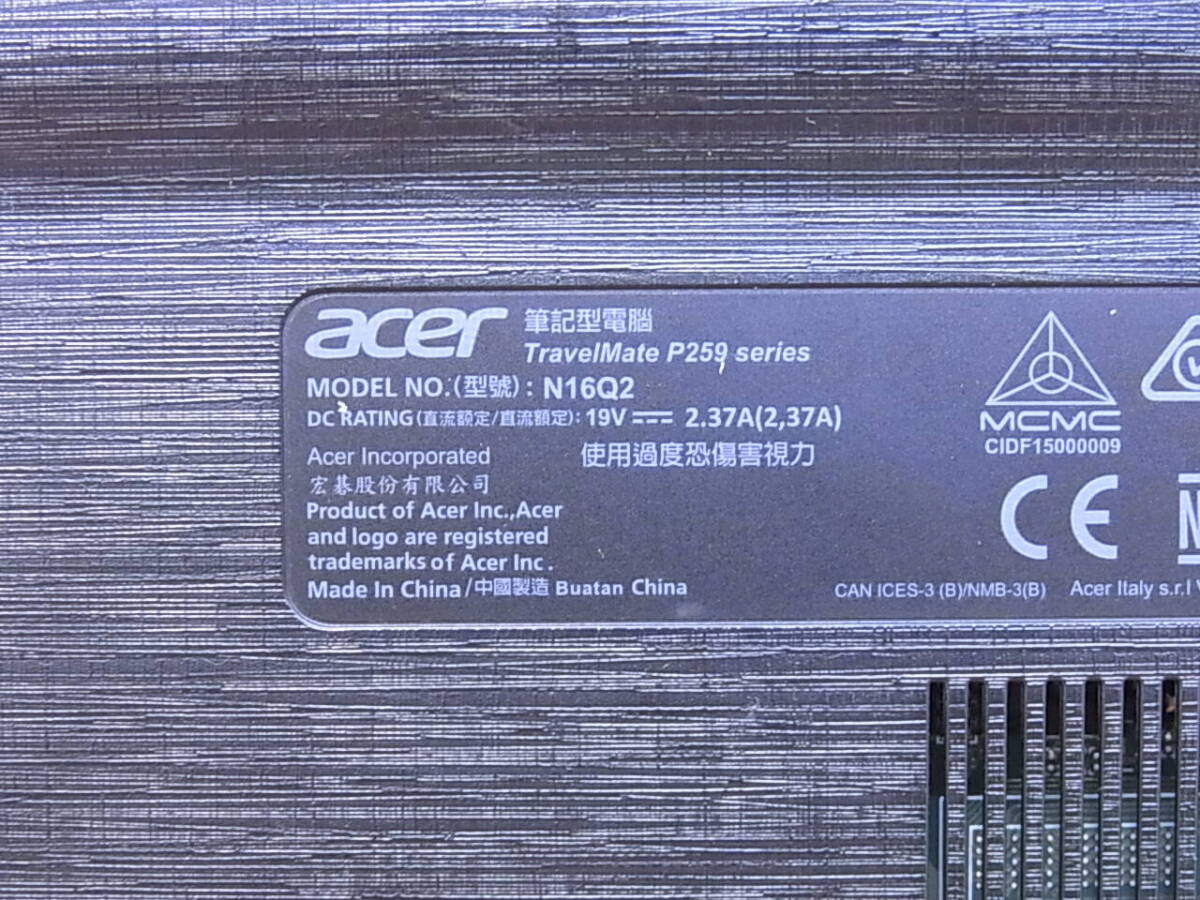 acer 筆記型電腦
TravelMate P259 series
MODEL NO.:(型號) : N16Q2
DC RATING(直流额定/直流額定): 19V 2.37A(2,37A)
Acer Incorporated 使用過度恐傷害視力
宏碁股份有限公司
Product of Acer Inc.,Acer
and logo are registered
trademarks of Acer Inc .
Made In China/中國製造 Buatan China
MCMC
CIDF15000009
CE
CAN ICES-3 (B)/NMB-3(B) Acer Italy s.r.l